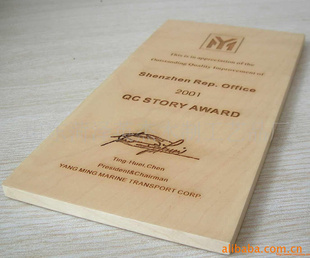 This is in appreciation of the
Outstanding Quality Improvement of
Shenzhen Rep. Office
2001
QC STORY AWARD
Ting-Huei, Chen
President&Chairman
YANG MING MARINE TRANSPORT CORP.
alibaba.com.cn